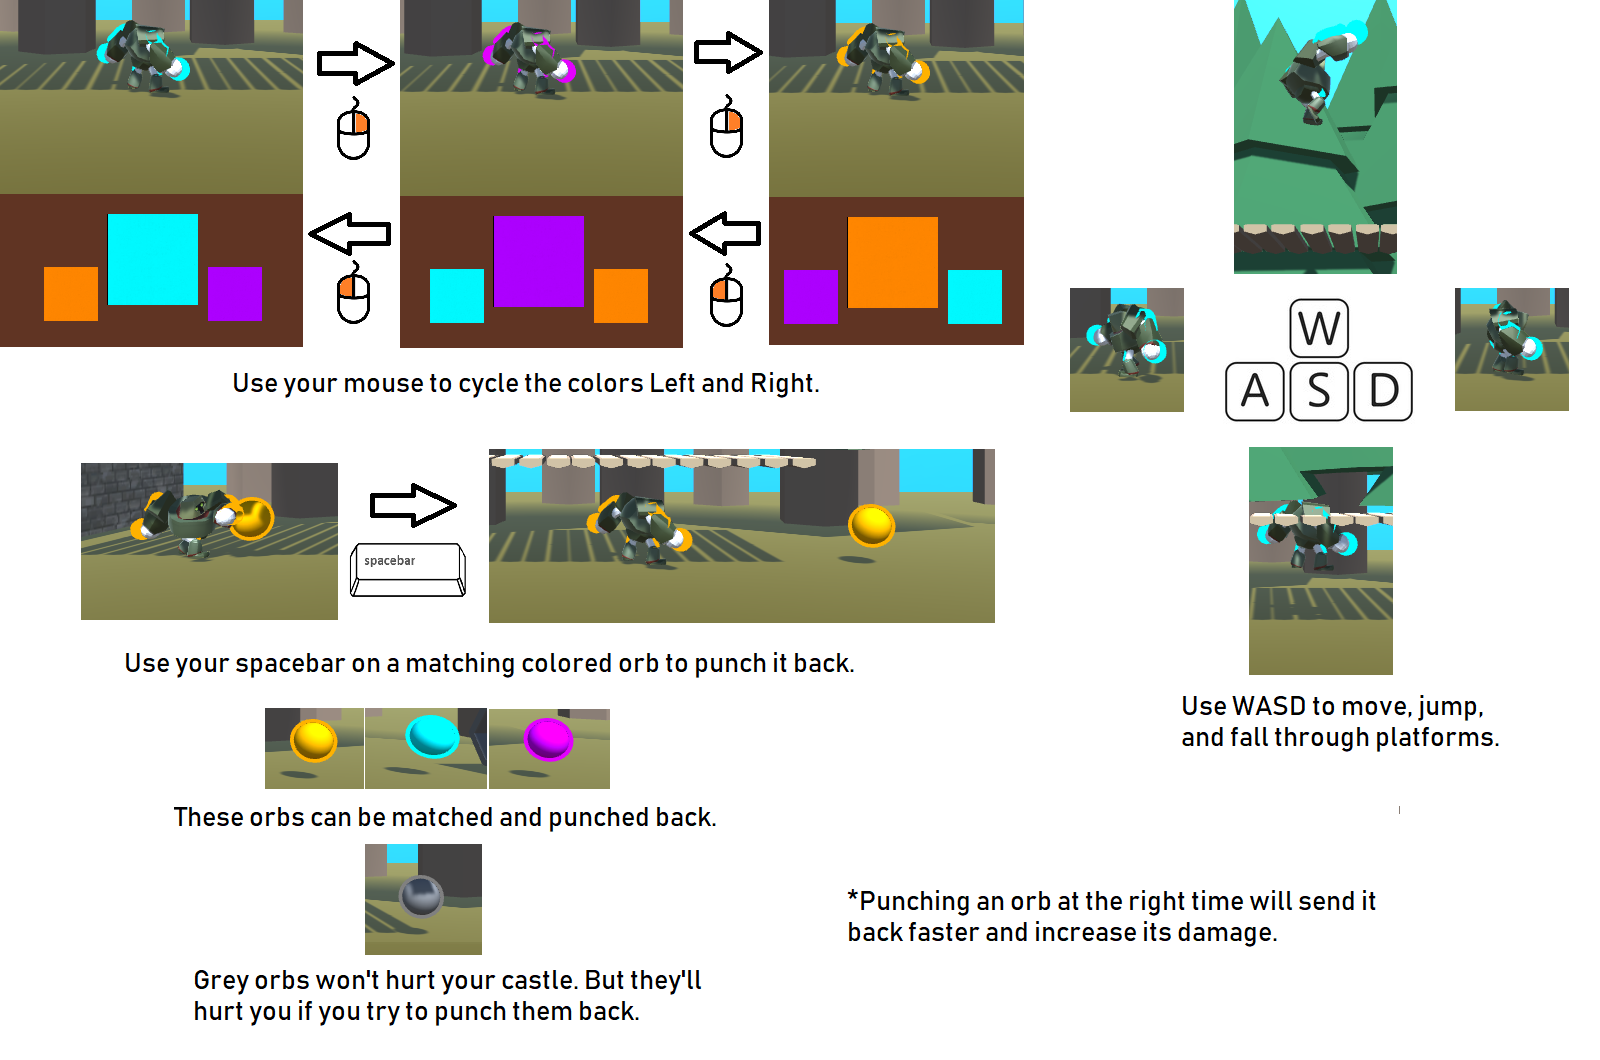 Use your mouse to cycle the colors Left and Right.
W
A S D
spacebar
Use your spacebar on a matching colored orb to punch it back.
Use WASD to move, jump,
and fall through platforms.
These orbs can be matched and punched back.
*Punching an orb at the right time will send it
back faster and increase its damage.
Grey orbs won't hurt your castle. But they'll
hurt you if you try to punch them back.